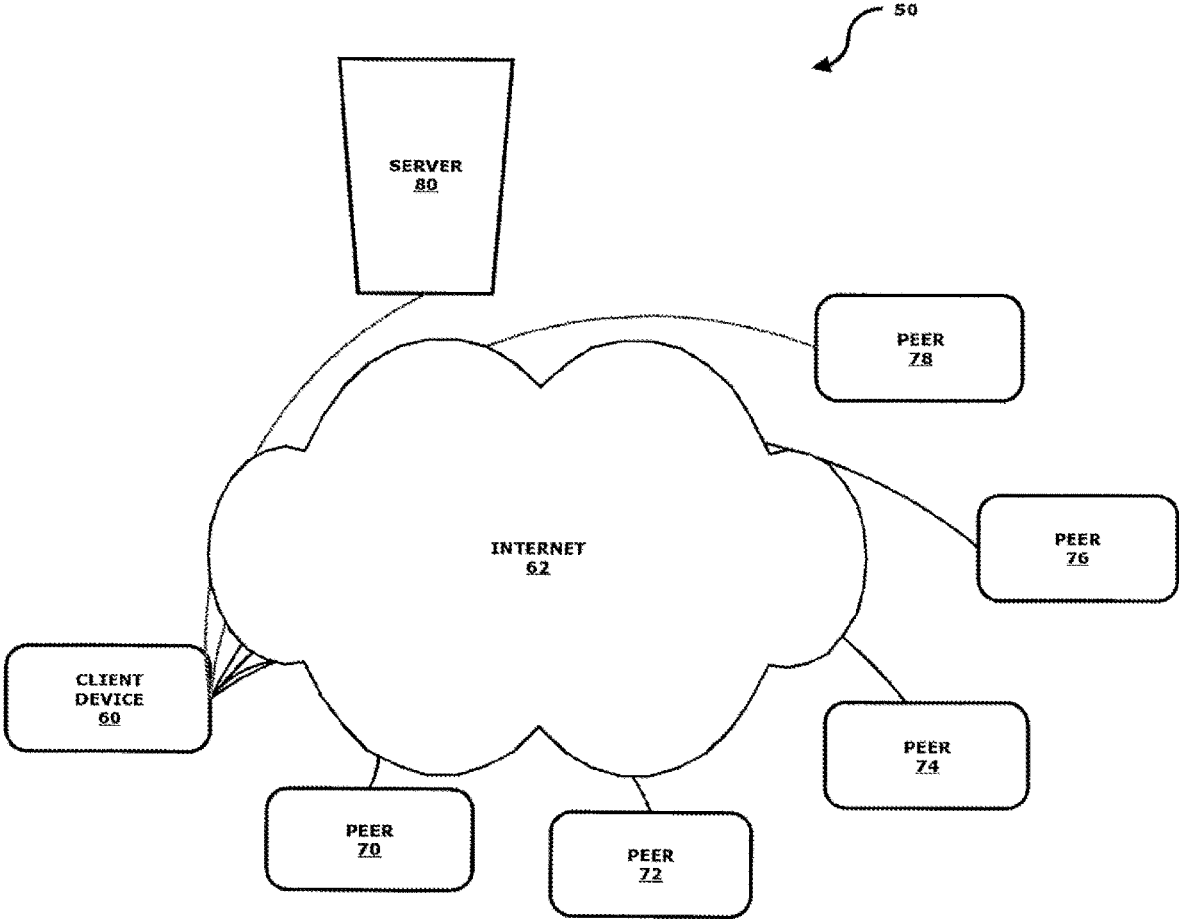 50
SERVER
80
PEER
78
PEER
76
INTERNET
62
CLIENT
DEVICE
60
PEER
74
PEER
70
PEER
72